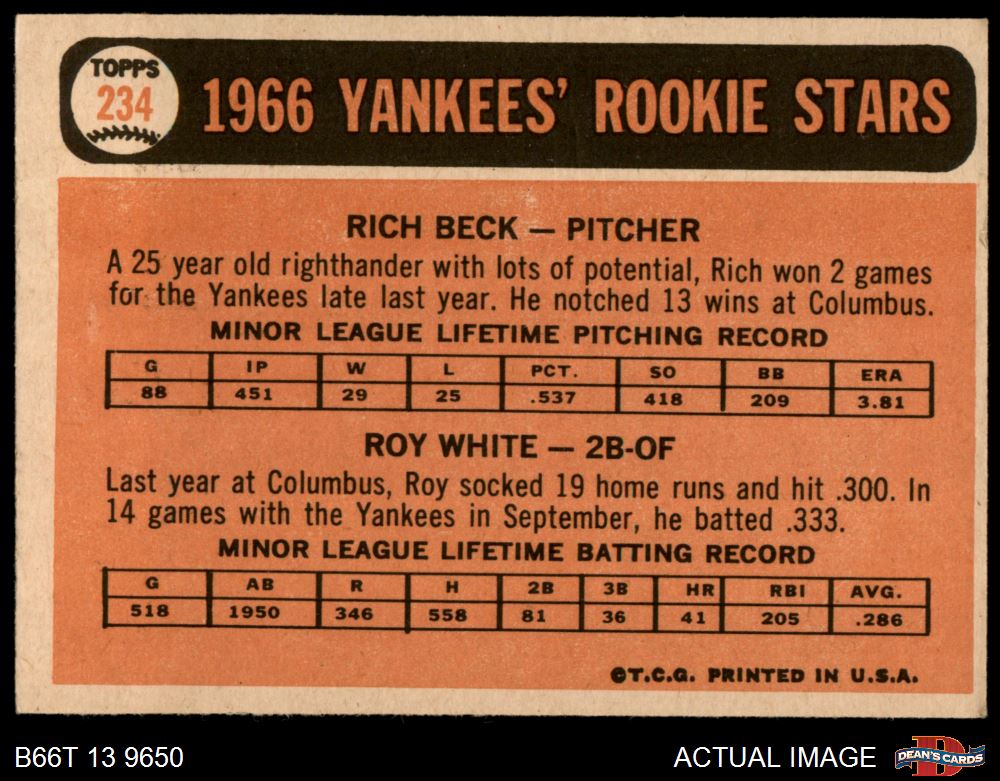 TOPPS
234
1966 YANKEES' ROOKIE STARS
RICH BECK — PITCHER
A 25 year old righthander with lots of potential, Rich won 2 games
for the Yankees late last year. He notched 13 wins at Columbus.
MINOR LEAGUE LIFETIME PITCHING RECORD
G IP W L PCT. SO BB ERA
88 451 29 25 .537 418 209 3.81
ROY WHITE — 2B-OF
Last year at Columbus, Roy socked 19 home runs and hit .300. In
14 games with the Yankees in September, he batted .333.
MINOR LEAGUE LIFETIME BATTING RECORD
G AB R H 2B 3B HR RBI AVG.
518 1950 346 558 81 36 41 205 .286
©T.C.G. PRINTED IN U.S.A.
B66T 13 9650
ACTUAL IMAGE
DEAN'S CARDS